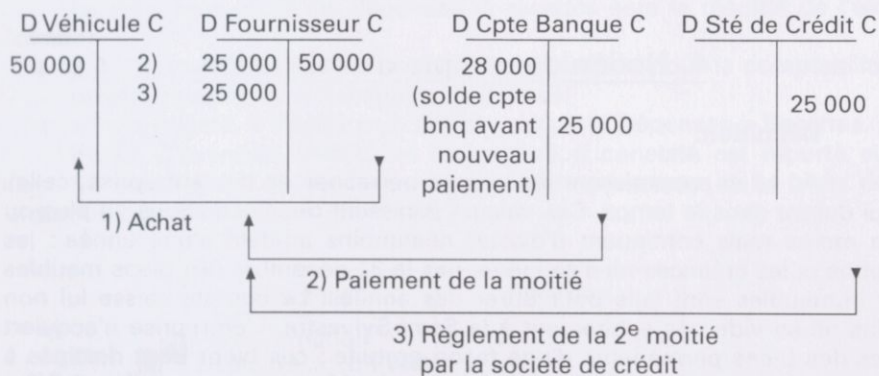 D Véhicule C D Fournisseur C D Cpte Banque C D Sté de Crédit C
50 000 2) 25 000 50 000 28 000
3) 25 000 (solde cpte 25 000
bnq avant 25 000
nouveau
paiement)
1) Achat
2) Paiement de la moitié
3) Règlement de la 2e moitié
par la société de crédit